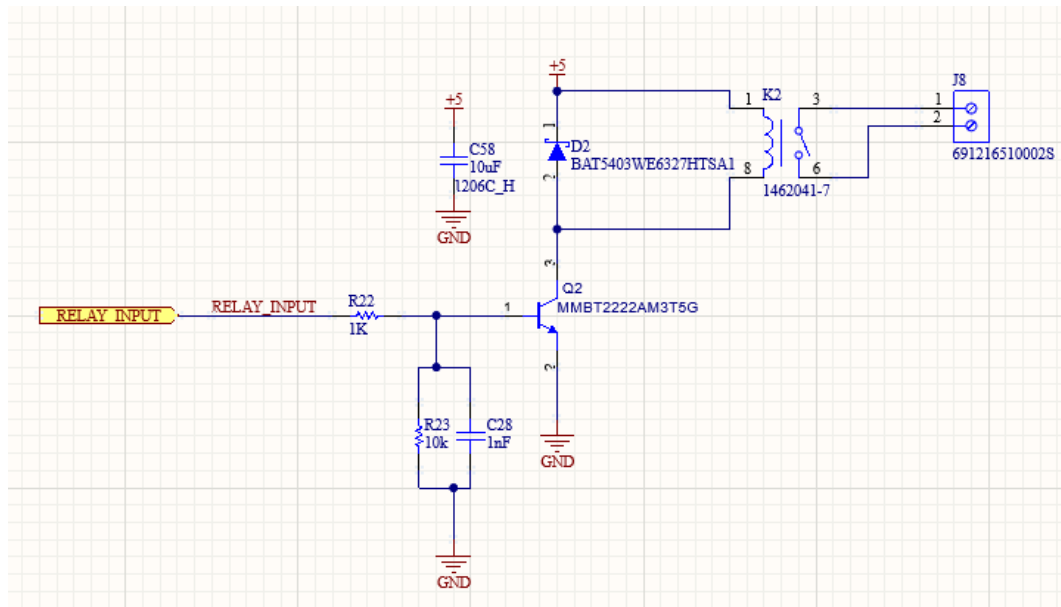 +5
J8
+5
1
K2
3
1
2
C58
10uF
1206C_H
1
D2
BAT5403WE6327HTSA1
2
8
6
1462041-7
691216510002S
GND
3
Q2
MMBT2222AM3T5G
RELAY_INPUT
RELAY_INPUT
R22
1K
1
2
R23
10k
C28
1nF
GND
GND